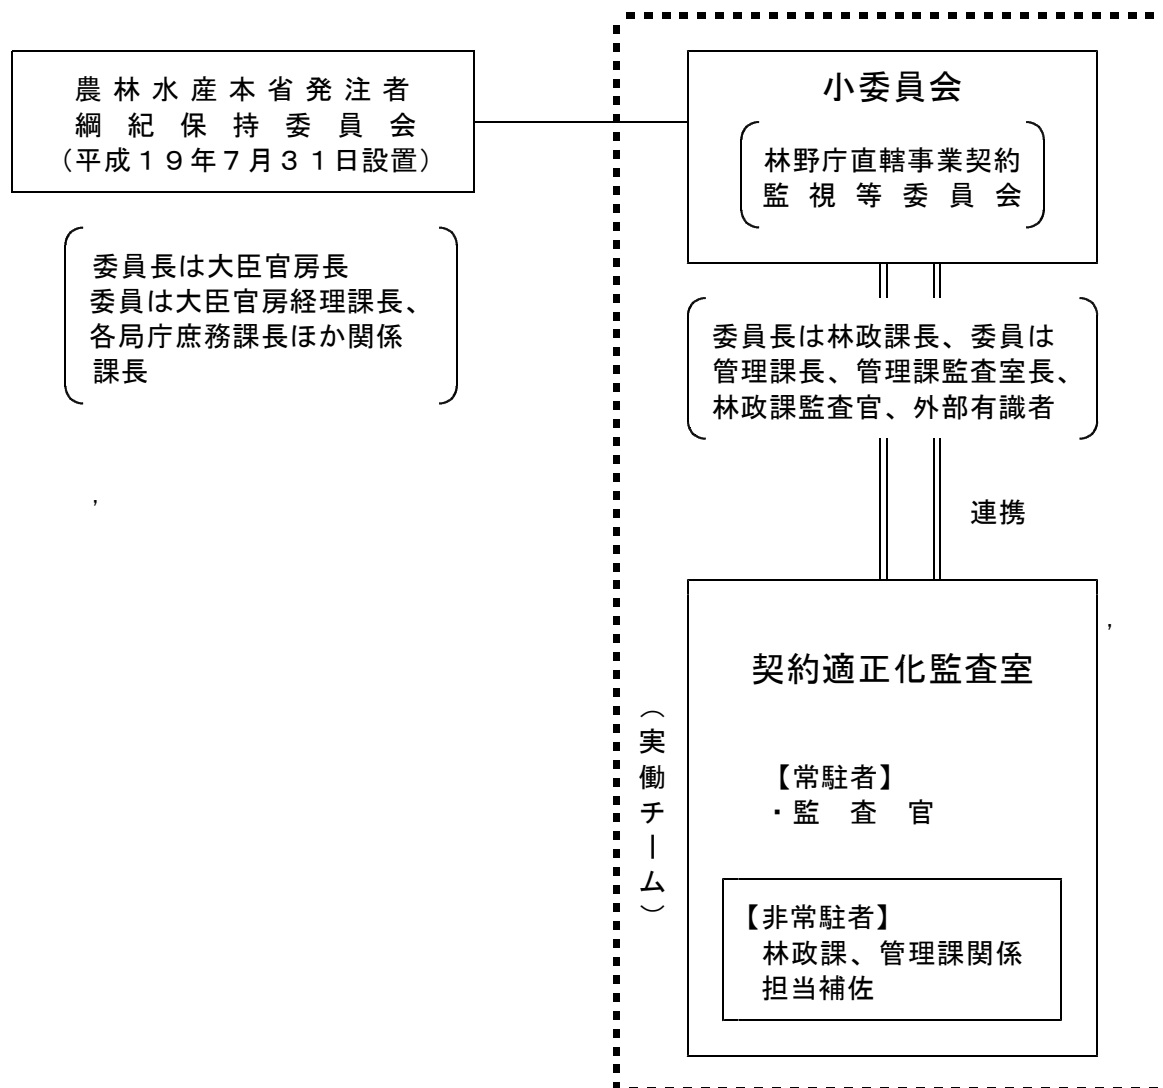 農林水産本省発注者
綱紀保持委員会
（平成１９年７月３１日設置）
委員長は大臣官房長
委員は大臣官房経理課長、
各局庁庶務課長ほか関係
課長
小委員会
林野庁直轄事業契約
監視等委員会
委員長は林政課長、委員は
管理課長、管理課監査室長、
林政課監査官、外部有識者
連携
（実働チーム）
契約適正化監査室
【常駐者】
・監　査　官
【非常駐者】
林政課、管理課関係
担当補佐